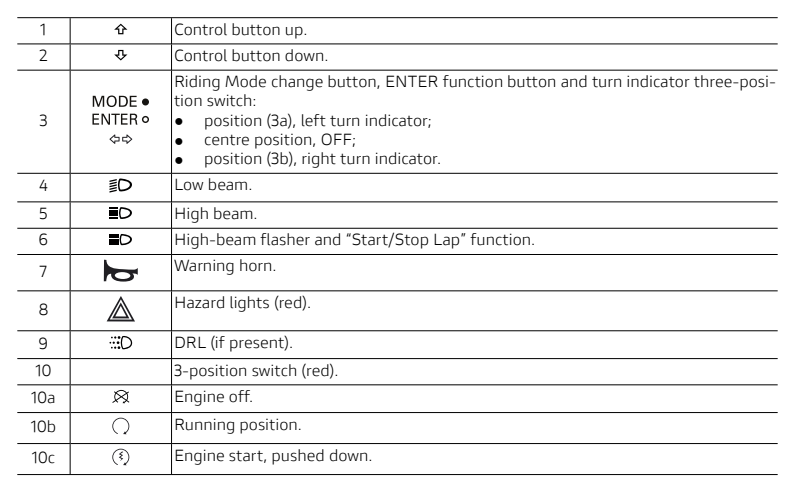 1 Control button up.
2 Control button down.
Riding Mode change button, ENTER function button and turn indicator three-posi-
MODE ● tion switch:
3 ENTER o ● position (3a), left turn indicator;
⇦⇨ ● centre position, OFF;
● position (3b), right turn indicator.
4 Low beam.
5 High beam.
6 High-beam flasher and “Start/Stop Lap” function.
7 Warning horn.
8 Hazard lights (red).
9 DRL (if present).
10 3-position switch (red).
10a Engine off.
10b Running position.
10c Engine start, pushed down.